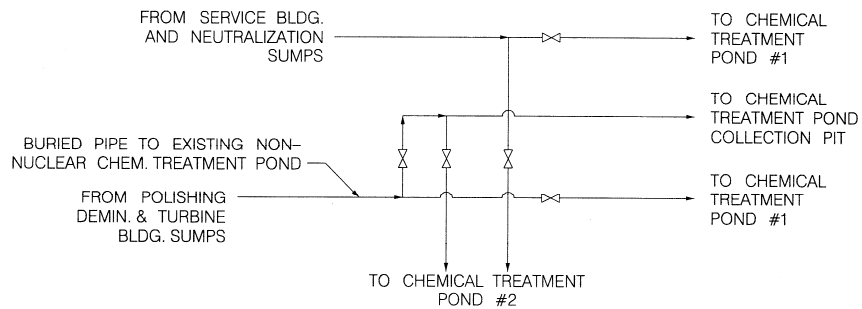 FROM SERVICE BLDG.
AND NEUTRALIZATION
SUMPS
TO CHEMICAL
TREATMENT
POND #1
TO CHEMICAL
TREATMENT POND
COLLECTION PIT
BURIED PIPE TO EXISTING NON-
NUCLEAR CHEM. TREATMENT POND
FROM POLISHING
DEMIN. & TURBINE
BLDG. SUMPS
TO CHEMICAL
TREATMENT
POND #1
TO CHEMICAL TREATMENT
POND #2